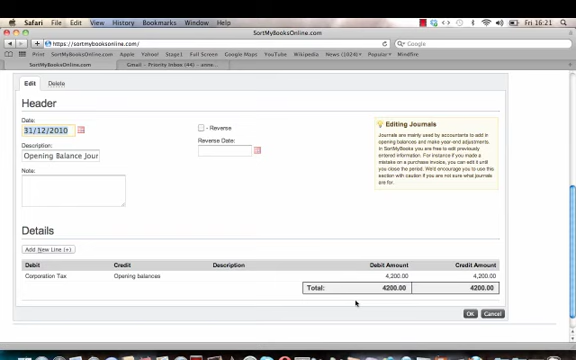 Safari File Edit View History Bookmarks Window Help Fri 16:21
SortMyBooksOnline.com
https://sortmybooksonline.com/ Google
Print SortMyBooksOnline.com Apple Yahoo! Full Screen Google Maps YouTube Wikipedia News (1024) Popular Mindfire
SortMyBooksOnline.com Gmail – Priority Inbox (44) – anne...
Edit Delete
Header
Date:
31/12/2010
- Reverse
Reverse Date:
Description:
Opening Balance Jour
Note:
Editing Journals
Journals are mainly used by accountants to add in
opening balances and make year-end adjustments.
In SortMyBooks you are free to edit previously
entered information. For instance if you made a
mistake on a purchase invoice, you can edit it until
you close the period. We'd encourage you to use this
section with caution if you are not sure what journals
are for.
Details
Add New Line (+)
Debit Credit Description Debit Amount Credit Amount
Corporation Tax Opening balances 4,200.00 4,200.00
Total: 4200.00 4200.00
OK Cancel